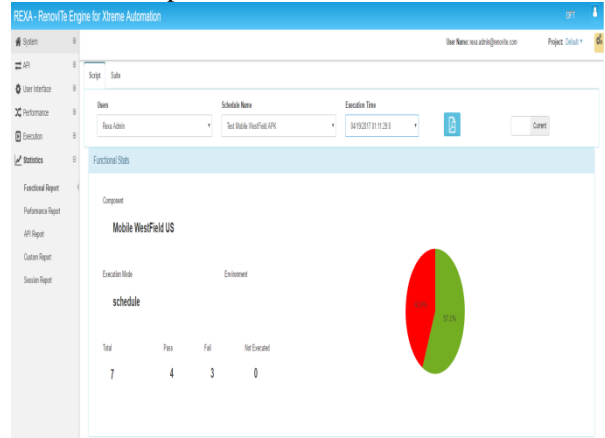 REXA - RenoviTe Engine for Xtreme Automation
OFT
System
User Name: rexa.admin@renovite.com
Project: Default
API
Script Suite
User Interface
Users Schedule Name Execution Time
Performance
Rexa Admin Test Mobile WestField APK 04/19/2017 01:11:29.0 Current
Execution
Statistics
Functional Stats
Functional Report
Component
Performance Report
Mobile WestField US
API Report
Custom Report
Execution Mode Environment
Session Report
schedule
57.1%
Total Pass Fail Not Executed
7 4 3 0